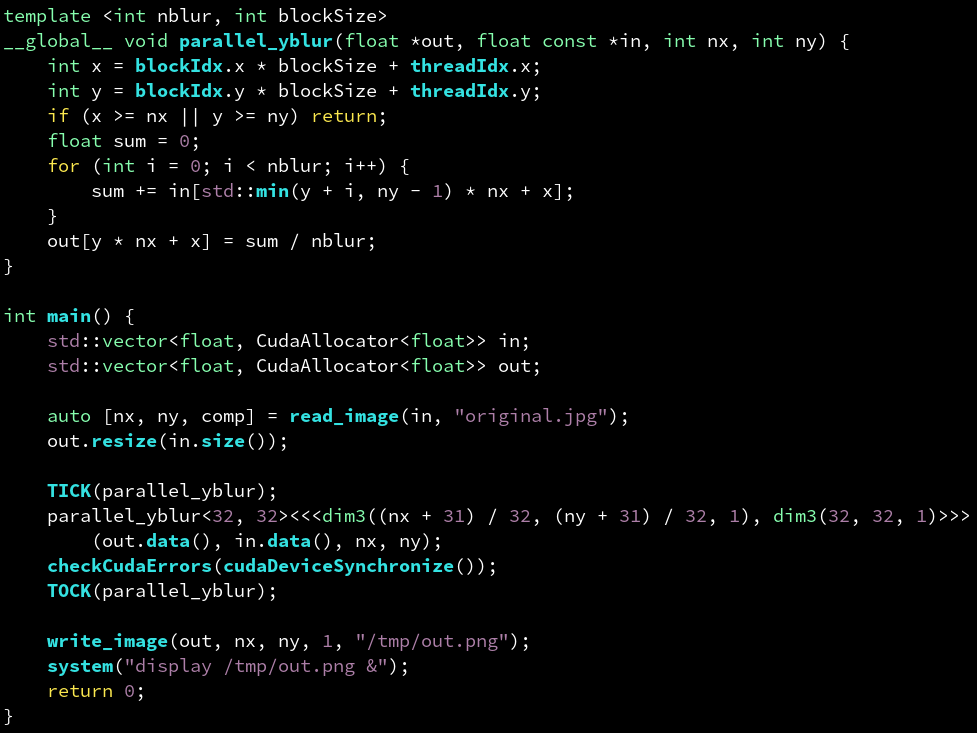 template <int nblur, int blockSize>
__global__ void parallel_yblur(float *out, float const *in, int nx, int ny) {
    int x = blockIdx.x * blockSize + threadIdx.x;
    int y = blockIdx.y * blockSize + threadIdx.y;
    if (x >= nx || y >= ny) return;
    float sum = 0;
    for (int i = 0; i < nblur; i++) {
        sum += in[std::min(y + i, ny - 1) * nx + x];
    }
    out[y * nx + x] = sum / nblur;
}

int main() {
    std::vector<float, CudaAllocator<float>> in;
    std::vector<float, CudaAllocator<float>> out;

    auto [nx, ny, comp] = read_image(in, "original.jpg");
    out.resize(in.size());

    TICK(parallel_yblur);
    parallel_yblur<32, 32><<<dim3((nx + 31) / 32, (ny + 31) / 32, 1), dim3(32, 32, 1)>>>
        (out.data(), in.data(), nx, ny);
    checkCudaErrors(cudaDeviceSynchronize());
    TOCK(parallel_yblur);

    write_image(out, nx, ny, 1, "/tmp/out.png");
    system("display /tmp/out.png &");
    return 0;
}